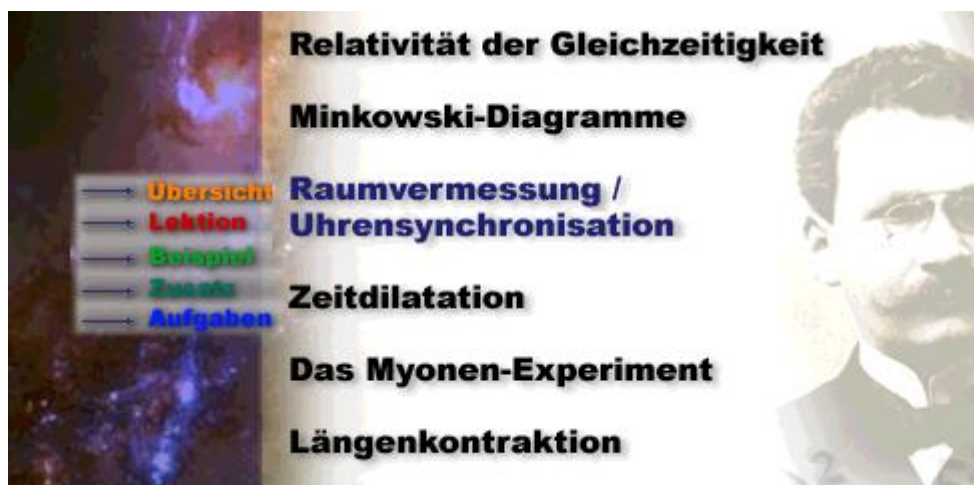 Relativität der Gleichzeitigkeit
Minkowski-Diagramme
Übersicht
Lektion
Beispiel
Zusatz
Aufgaben
Raumvermessung /
Uhrensynchronisation
Zeitdilatation
Das Myonen-Experiment
Längenkontraktion